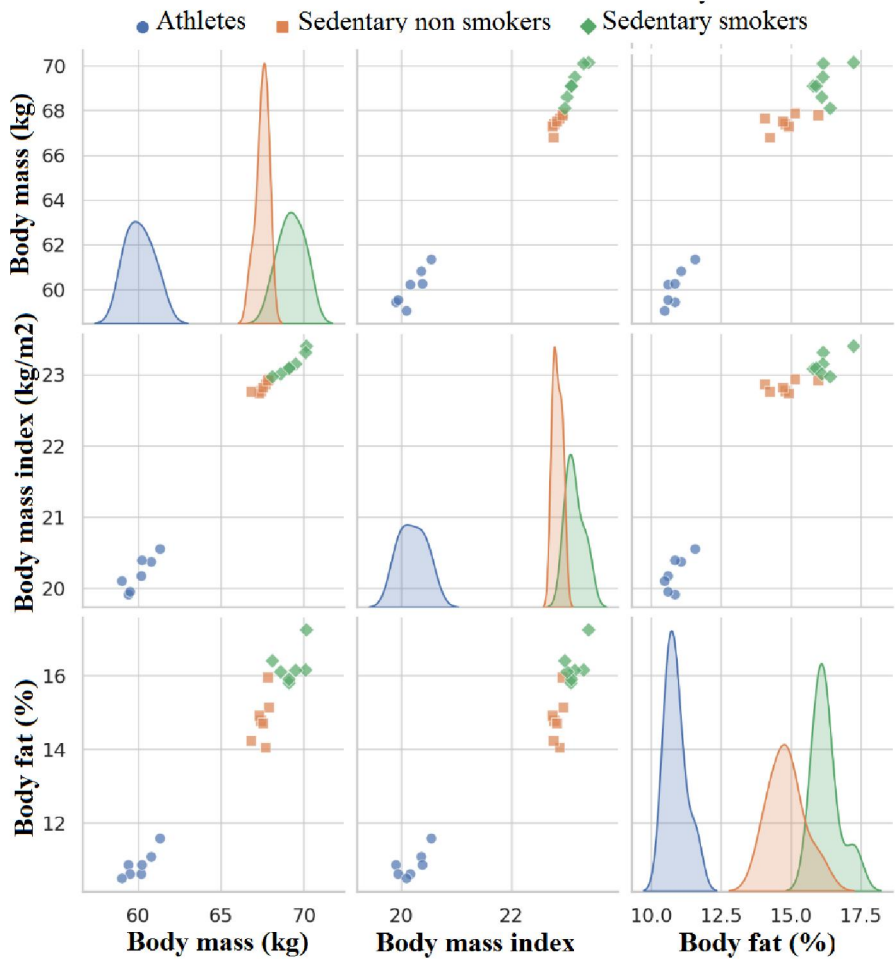 Athletes Sedentary non smokers Sedentary smokers
Body mass (kg)
70
68
66
62
60
Body mass index (kg/m2)
23
22
21
20
Body fat (%)
16
14
12
60 65 70 20 22 10.0 12.5 15.0 17.5
Body mass (kg) Body mass index Body fat (%)